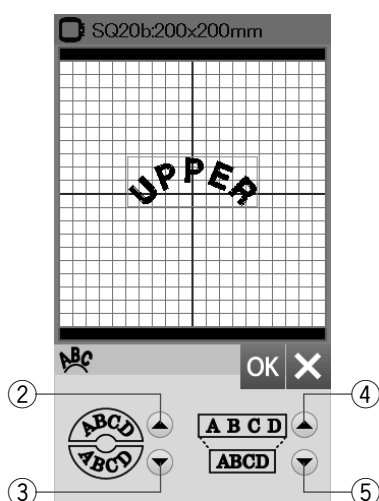 SQ20b:200x200mm
UPPER
ABC
OK
②
④
ABCD
A B C D
ABCD
ABCD
③
⑤